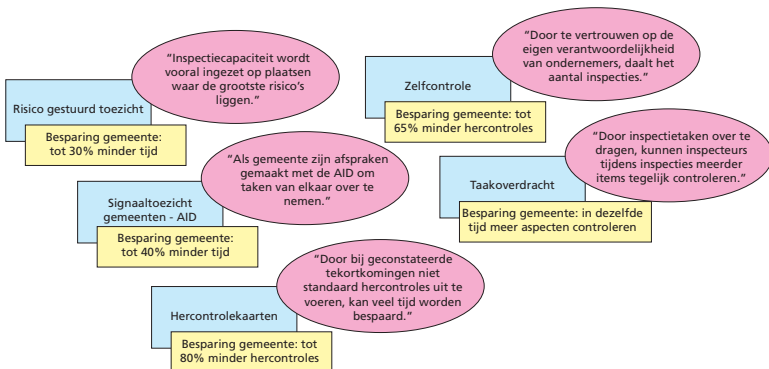 “Inspectiecapaciteit wordt
vooral ingezet op plaatsen
waar de grootste risico’s
liggen.”
Risico gestuurd toezicht
Besparing gemeente:
tot 30% minder tijd
“Door te vertrouwen op de
eigen verantwoordelijkheid
van ondernemers, daalt het
aantal inspecties.”
Zelfcontrole
Besparing gemeente: tot
65% minder hercontroles
“Als gemeente zijn afspraken
gemaakt met de AID om
taken van elkaar over te
nemen.”
Signaaltoezicht
gemeenten - AID
Besparing gemeente:
tot 40% minder tijd
“Door inspectietaken over te
dragen, kunnen inspecteurs
tijdens inspecties meerder
items tegelijk controleren.”
Taakoverdracht
Besparing gemeente: in dezelfde
tijd meer aspecten controleren
“Door bij geconstateerde
tekortkomingen niet
standaard hercontroles uit te
voeren, kan veel tijd worden
bespaard.”
Hercontrolekaarten
Besparing gemeente: tot
80% minder hercontroles